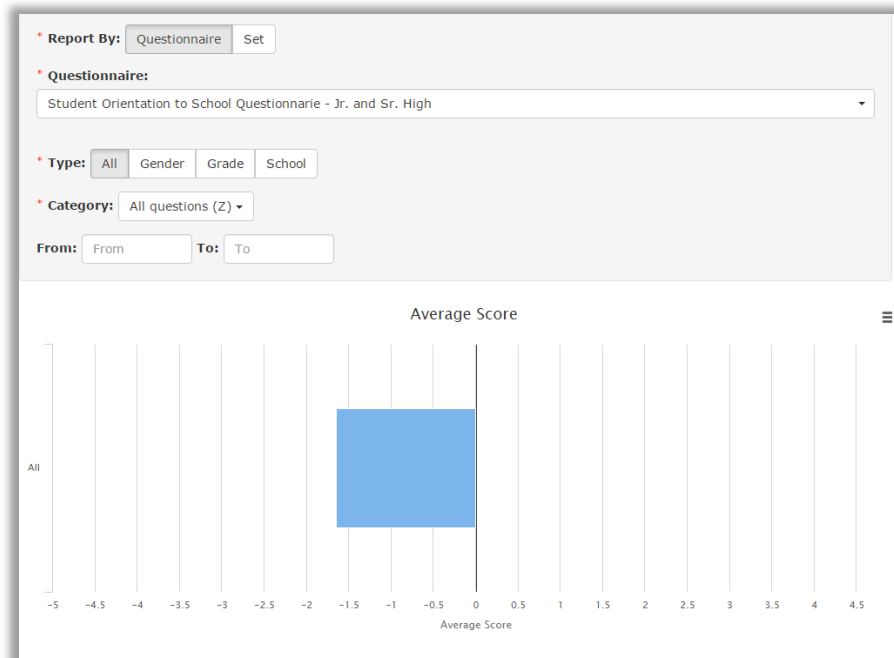 * Report By: Questionnaire Set
* Questionnaire:
Student Orientation to School Questionnarie - Jr. and Sr. High
* Type: All Gender Grade School
* Category: All questions (Z)
From: From To: To
Average Score
All
-5 -4.5 -4 -3.5 -3 -2.5 -2 -1.5 -1 -0.5 0 0.5 1 1.5 2 2.5 3 3.5 4 4.5
Average Score